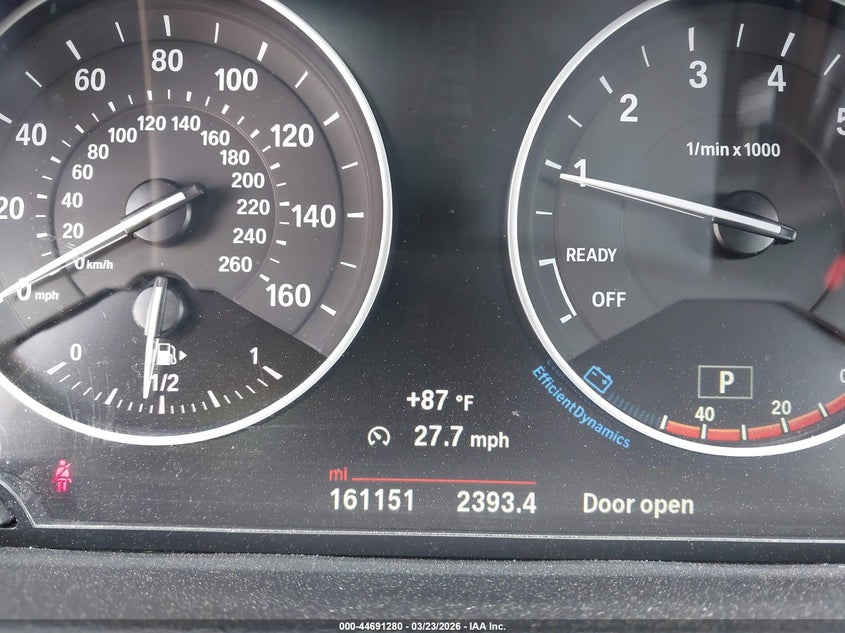 20
40
60
80
100
120
140
160
0 mph
0 km/h
20
40
60
80
100
120
140
160
180
200
220
240
260
0
1/2
1
1
2
3
4
5
1/min x 1000
READY
OFF
P
EfficientDynamics
40
20
0
+87 °F
27.7 mph
mi
161151 2393.4 Door open
000-44691280 - 03/23/2026 - IAA Inc.